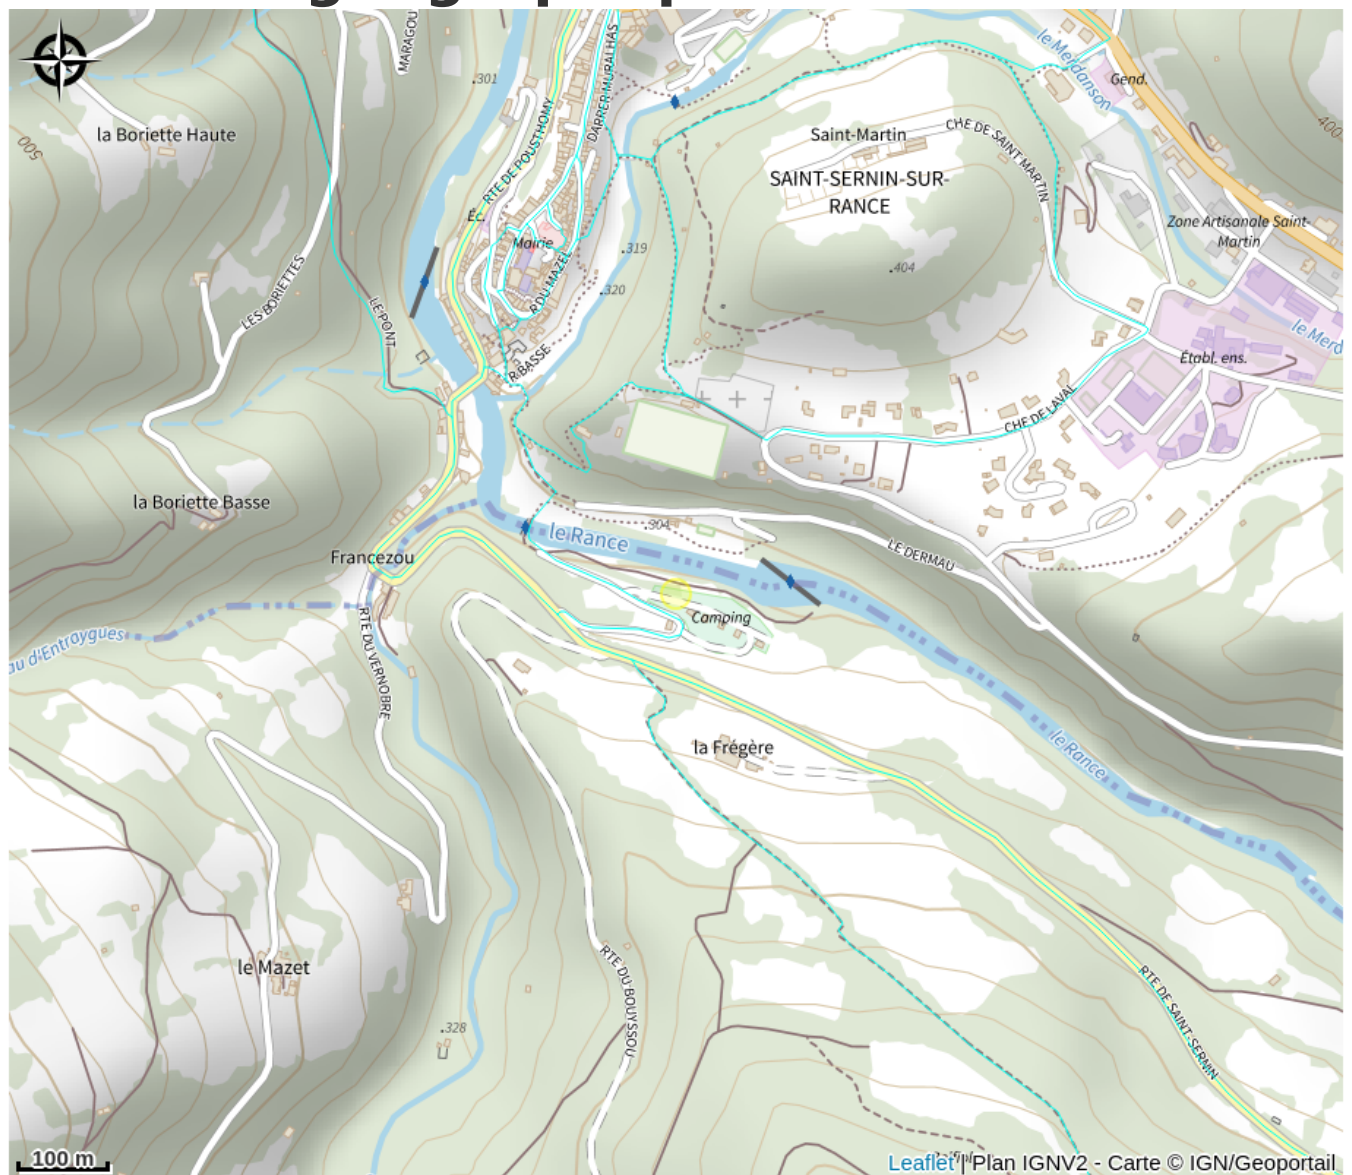 MARAGOU
DARRER MURALHAS
.301
le Merdanson
Gend.
la Boriette Haute
RTE DE POUSTHOMY
Saint-Martin
CHE DE SAINT MARTIN
400
500
SAINT-SERNIN-SUR-
RANCE
Éc.
Mairie
.319
Zone Artisanale Saint-
Martin
.404
R DU MAZEL
.320
LES BORIETTES
LE PONT
le Merd
R BASSE
Établ. ens.
CHE DE LAVAL
la Boriette Basse
.304
le Rance
Francezou
LE DERMAU
Camping
au d'Entraygues
RTE DU VERNOBRE
la Frégère
le Rance
le Mazet
RTE DU BOUYSSOU
RTE DE SAINT-SERNIN
.328
100 m
Leaflet | Plan IGNV2 - Carte © IGN/Geoportail